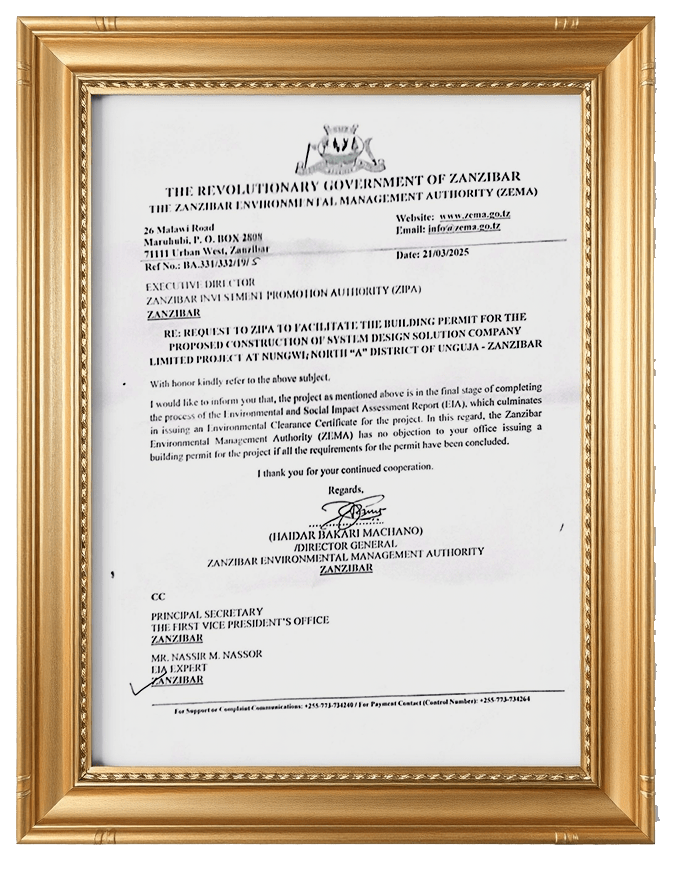 THE REVOLUTIONARY GOVERNMENT OF ZANZIBAR
THE ZANZIBAR ENVIRONMENTAL MANAGEMENT AUTHORITY (ZEMA)
26 Malawi Road
Maruhubi, P. O. BOX 2808
71111 Urban West, Zanzibar
Ref No.: BA.331/332/19/5
Website: www.zema.go.tz
Email: info@zema.go.tz
Date: 21/03/2025
EXECUTIVE DIRECTOR
ZANZIBAR INVESTMENT PROMOTION AUTHORITY (ZIPA)
ZANZIBAR
RE: REQUEST TO ZIPA TO FACILITATE THE BUILDING PERMIT FOR THE
PROPOSED CONSTRUCTION OF SYSTEM DESIGN SOLUTION COMPANY
LIMITED PROJECT AT NUNGWI; NORTH "A" DISTRICT OF UNGUJA - ZANZIBAR
With honor kindly refer to the above subject.
I would like to inform you that, the project as mentioned above is in the final stage of completing
the process of the Environmental and Social Impact Assessment Report (EIA), which culminates
in issuing an Environmental Clearance Certificate for the project. In this regard, the Zanzibar
Environmental Management Authority (ZEMA) has no objection to your office issuing a
building permit for the project if all the requirements for the permit have been concluded.
I thank you for your continued cooperation.
Regards,
(HAIDAR BAKARI MACHANO)
/DIRECTOR GENERAL
ZANZIBAR ENVIRONMENTAL MANAGEMENT AUTHORITY
ZANZIBAR
CC
PRINCIPAL SECRETARY
THE FIRST VICE PRESIDENT'S OFFICE
ZANZIBAR
MR. NASSIR M. NASSOR
EIA EXPERT
ZANZIBAR
For Support or Complaint Communications: +255-773-734240 / For Payment Contact (Control Number): +255-773-734264